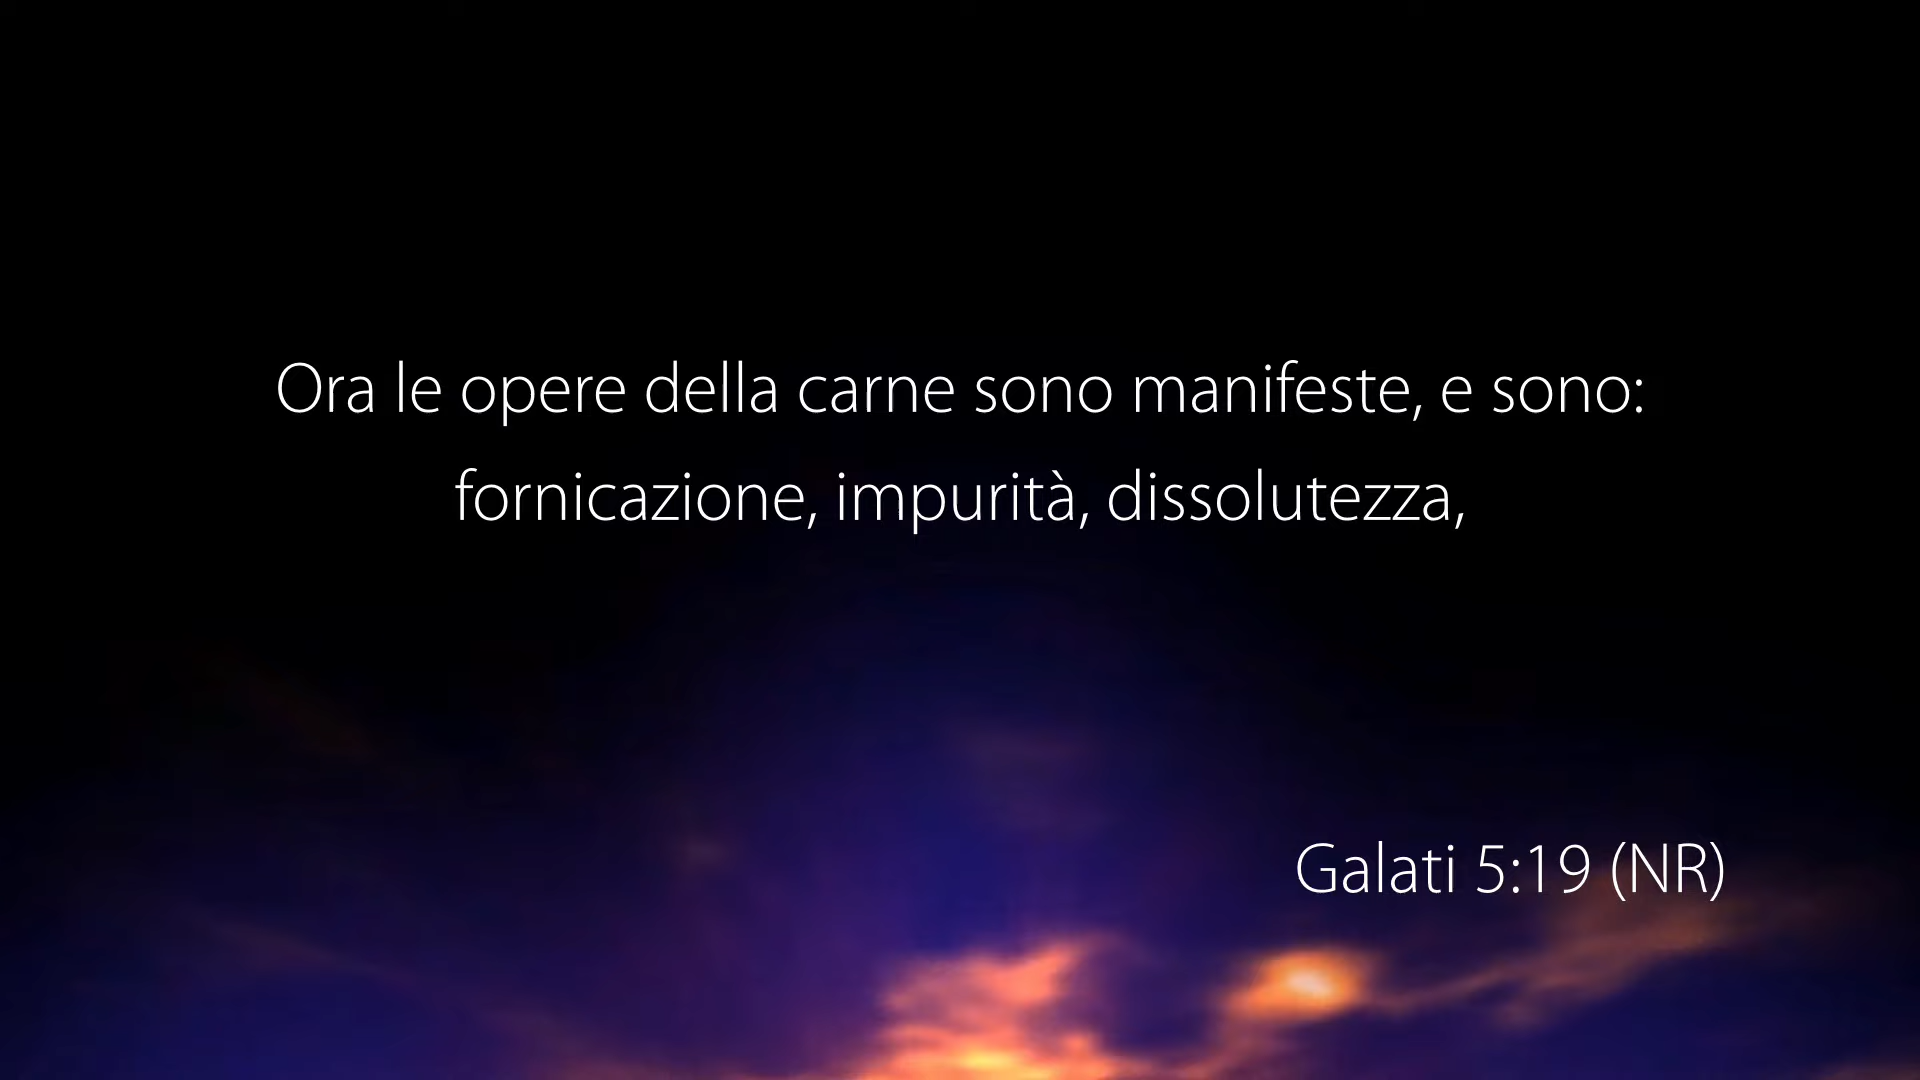 Ora le opere della carne sono manifeste, e sono:
fornicazione, impurità, dissolutezza,
Galati 5:19 (NR)